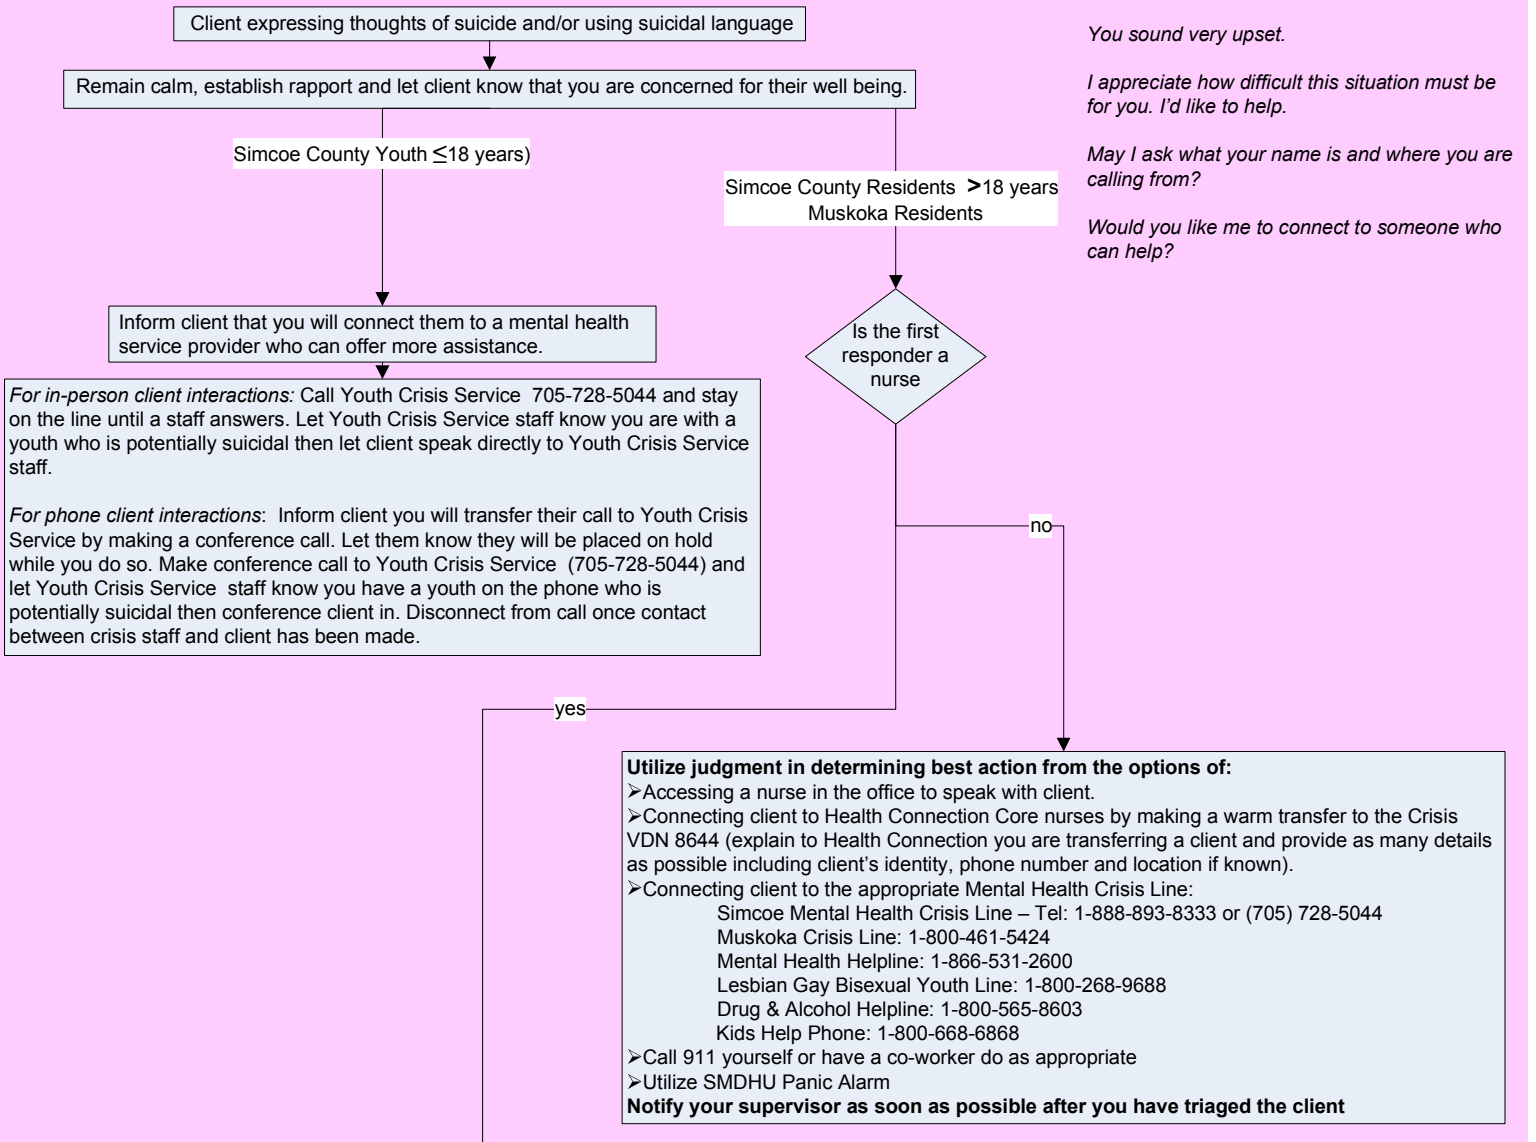 Client expressing thoughts of suicide and/or using suicidal language
Remain calm, establish rapport and let client know that you are concerned for their well being.
You sound very upset.
I appreciate how difficult this situation must be
for you. I'd like to help.
May I ask what your name is and where you are
calling from?
Would you like me to connect to someone who
can help?
Simcoe County Youth ≤18 years)
Simcoe County Residents >18 years
Muskoka Residents
Inform client that you will connect them to a mental health
service provider who can offer more assistance.
Is the first
responder a
nurse
For in-person client interactions: Call Youth Crisis Service 705-728-5044 and stay
on the line until a staff answers. Let Youth Crisis Service staff know you are with a
youth who is potentially suicidal then let client speak directly to Youth Crisis Service
staff.
For phone client interactions: Inform client you will transfer their call to Youth Crisis
Service by making a conference call. Let them know they will be placed on hold
while you do so. Make conference call to Youth Crisis Service (705-728-5044) and
let Youth Crisis Service staff know you have a youth on the phone who is
potentially suicidal then conference client in. Disconnect from call once contact
between crisis staff and client has been made.
no
yes
Utilize judgment in determining best action from the options of:
➢Accessing a nurse in the office to speak with client.
➢Connecting client to Health Connection Core nurses by making a warm transfer to the Crisis
VDN 8644 (explain to Health Connection you are transferring a client and provide as many details
as possible including client's identity, phone number and location if known).
➢Connecting client to the appropriate Mental Health Crisis Line:
Simcoe Mental Health Crisis Line – Tel: 1-888-893-8333 or (705) 728-5044
Muskoka Crisis Line: 1-800-461-5424
Mental Health Helpline: 1-866-531-2600
Lesbian Gay Bisexual Youth Line: 1-800-268-9688
Drug & Alcohol Helpline: 1-800-565-8603
Kids Help Phone: 1-800-668-6868
➢Call 911 yourself or have a co-worker do as appropriate
➢Utilize SMDHU Panic Alarm
Notify your supervisor as soon as possible after you have triaged the client